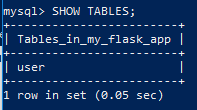 mysql> SHOW TABLES;
+------------------------+
| Tables_in_my_flask_app |
+------------------------+
| user                   |
+------------------------+
1 row in set (0.05 sec)